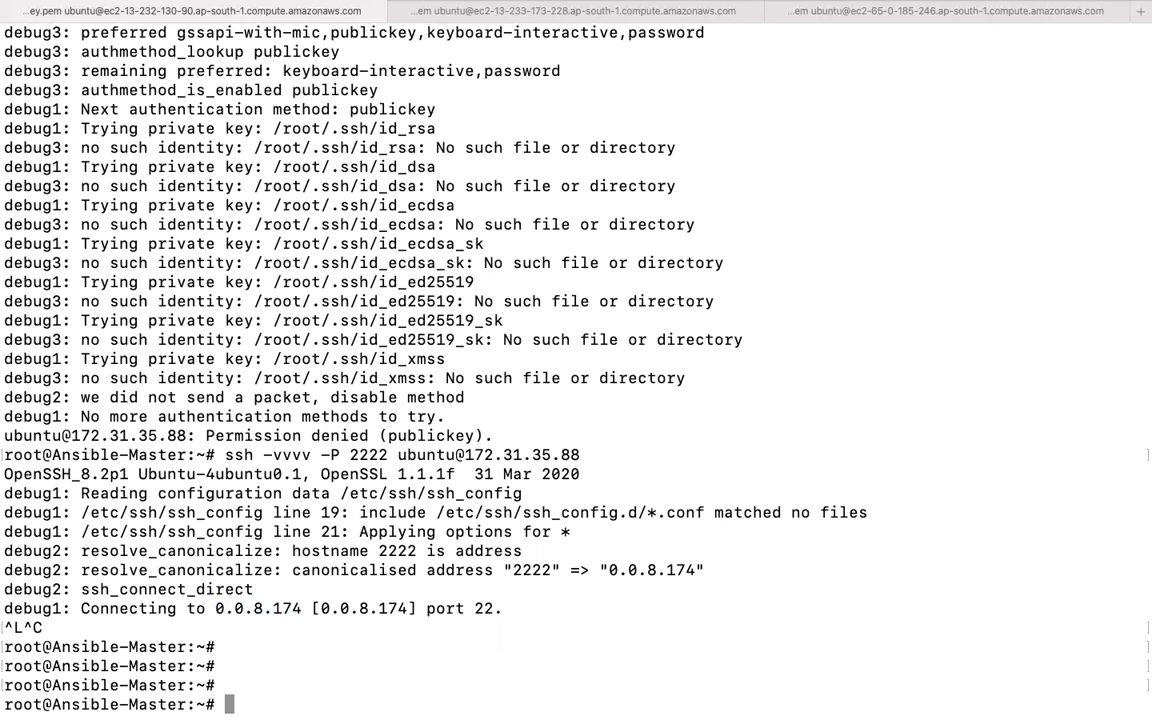 ...ey.pem ubuntu@ec2-13-232-130-90.ap-south-1.compute.amazonaws.com ...em ubuntu@ec2-13-233-173-228.ap-south-1.compute.amazonaws.com ...em ubuntu@ec2-65-0-185-246.ap-south-1.compute.amazonaws.com +
debug3: preferred gssapi-with-mic,publickey,keyboard-interactive,password
debug3: authmethod_lookup publickey
debug3: remaining preferred: keyboard-interactive,password
debug3: authmethod_is_enabled publickey
debug1: Next authentication method: publickey
debug1: Trying private key: /root/.ssh/id_rsa
debug3: no such identity: /root/.ssh/id_rsa: No such file or directory
debug1: Trying private key: /root/.ssh/id_dsa
debug3: no such identity: /root/.ssh/id_dsa: No such file or directory
debug1: Trying private key: /root/.ssh/id_ecdsa
debug3: no such identity: /root/.ssh/id_ecdsa: No such file or directory
debug1: Trying private key: /root/.ssh/id_ecdsa_sk
debug3: no such identity: /root/.ssh/id_ecdsa_sk: No such file or directory
debug1: Trying private key: /root/.ssh/id_ed25519
debug3: no such identity: /root/.ssh/id_ed25519: No such file or directory
debug1: Trying private key: /root/.ssh/id_ed25519_sk
debug3: no such identity: /root/.ssh/id_ed25519_sk: No such file or directory
debug1: Trying private key: /root/.ssh/id_xmss
debug3: no such identity: /root/.ssh/id_xmss: No such file or directory
debug2: we did not send a packet, disable method
debug1: No more authentication methods to try.
ubuntu@172.31.35.88: Permission denied (publickey).
[root@Ansible-Master:~# ssh -vvvv -P 2222 ubuntu@172.31.35.88 ]
OpenSSH_8.2p1 Ubuntu-4ubuntu0.1, OpenSSL 1.1.1f  31 Mar 2020
debug1: Reading configuration data /etc/ssh/ssh_config
debug1: /etc/ssh/ssh_config line 19: include /etc/ssh/ssh_config.d/*.conf matched no files
debug1: /etc/ssh/ssh_config line 21: Applying options for *
debug2: resolve_canonicalize: hostname 2222 is address
debug2: resolve_canonicalize: canonicalised address "2222" => "0.0.8.174"
debug2: ssh_connect_direct
debug1: Connecting to 0.0.8.174 [0.0.8.174] port 22.
[^L^C ]
[root@Ansible-Master:~# ]
[root@Ansible-Master:~# ]
[root@Ansible-Master:~# ]
root@Ansible-Master:~#